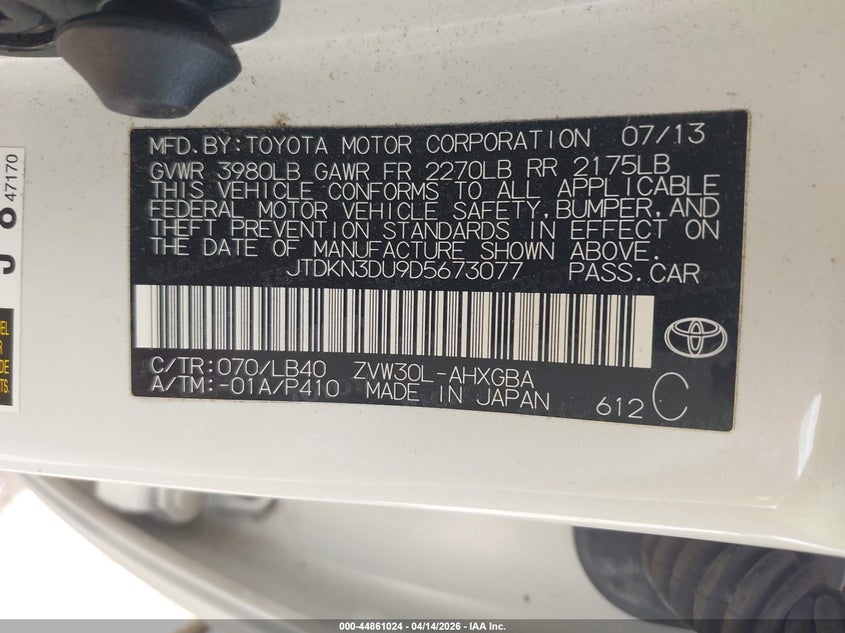 MFD. BY: TOYOTA MOTOR CORPORATION 07/13
GVWR 3980LB GAWR FR 2270LB RR 2175LB
THIS VEHICLE CONFORMS TO ALL APPLICABLE
FEDERAL MOTOR VEHICLE SAFETY, BUMPER, AND
THEFT PREVENTION STANDARDS IN EFFECT ON
THE DATE OF MANUFACTURE SHOWN ABOVE.
JTDKN3DU9D5673077 PASS. CAR
C/TR: 070/LB40 ZVW30L-AHXGBA
A/TM: -01A/P410 MADE IN JAPAN
612 C
47170
000-44861024 - 04/14/2026 - IAA Inc.